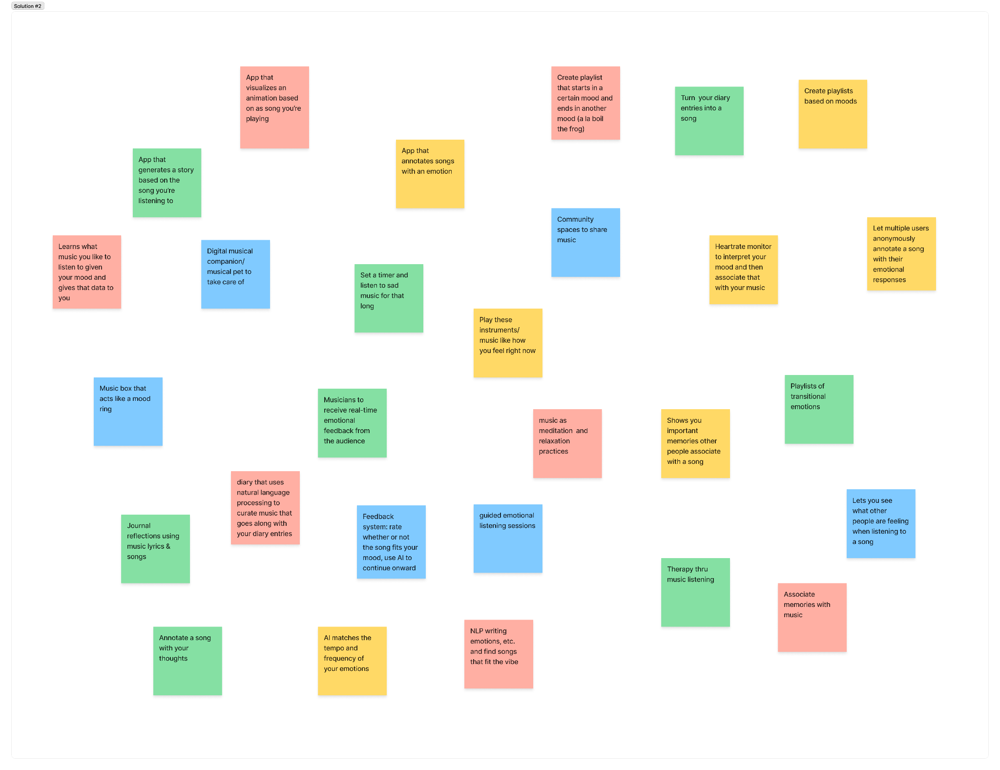 Solution #2
App that
visualizes an
animation based
on as song you're
playing
Create playlist
that starts in a
certain mood and
ends in another
mood (a la boil
the frog)
Turn  your diary
entries into a
song
Create playlists
based on moods
App that
generates a story
based on the
song you're
listening to
App that
annotates songs
with an emotion
Community
spaces to share
music
Let multiple users
anonymously
annotate a song
with their
emotional
responses
Learns what
music you like to
listen to given
your mood and
gives that data to
you
Digital musical
companion/
musical pet to
take care of
Heartrate monitor
to interpret your
mood and then
associate that
with your music
Set a timer and
listen to sad
music for that
long
Play these
instruments/
music like how
you feel right now
Music box that
acts like a mood
ring
Musicians to
receive real-time
emotional
feedback from
the audience
Playlists of
transitional
emotions
music as
meditation  and
relaxation
practices
Shows you
important
memories other
people associate
with a song
diary that uses
natural language
processing to
curate music that
goes along with
your diary entries
Lets you see
what other
people are feeling
when listening to
a song
Journal
reflections using
music lyrics &
songs
Feedback
system: rate
whether or not
the song fits your
mood, use AI to
continue onward
guided emotional
listening sessions
Therapy thru
music listening
Associate
memories with
music
Annotate a song
with your
thoughts
AI matches the
tempo and
frequency of
your emotions
NLP writing
emotions, etc.
and find songs
that fit the vibe